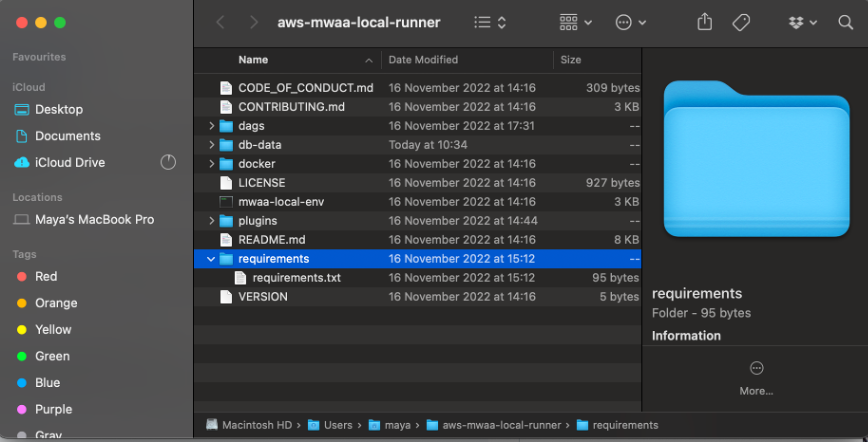 aws-mwaa-local-runner
Favourites
iCloud
Desktop
Documents
iCloud Drive
Locations
Maya's MacBook Pro
Tags
Red
Orange
Yellow
Green
Blue
Purple
Gray
Name Date Modified Size
CODE_OF_CONDUCT.md 16 November 2022 at 14:16 309 bytes
CONTRIBUTING.md 16 November 2022 at 14:16 3 KB
dags 16 November 2022 at 17:31 --
db-data Today at 10:34 --
docker 16 November 2022 at 14:16 --
LICENSE 16 November 2022 at 14:16 927 bytes
mwaa-local-env 16 November 2022 at 14:16 --
plugins 16 November 2022 at 14:44 --
README.md 16 November 2022 at 14:16 8 KB
requirements 16 November 2022 at 15:12 --
requirements.txt 16 November 2022 at 15:12 95 bytes
VERSION 16 November 2022 at 14:16 5 bytes
requirements
Folder - 95 bytes
Information
More...
Macintosh HD › Users › maya › aws-mwaa-local-runner › requirements